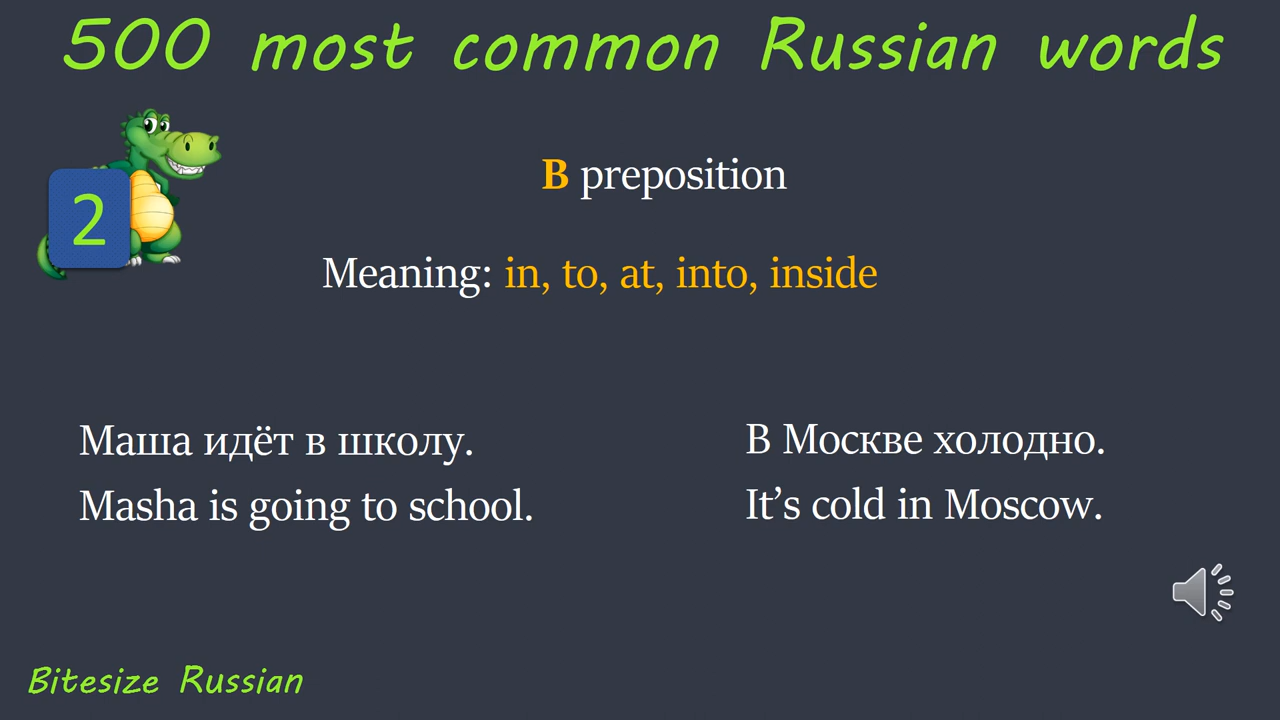 500 most common Russian words
2
В preposition
Meaning: in, to, at, into, inside
Маша идёт в школу.
Masha is going to school.
В Москве холодно.
It’s cold in Moscow.
Bitesize Russian